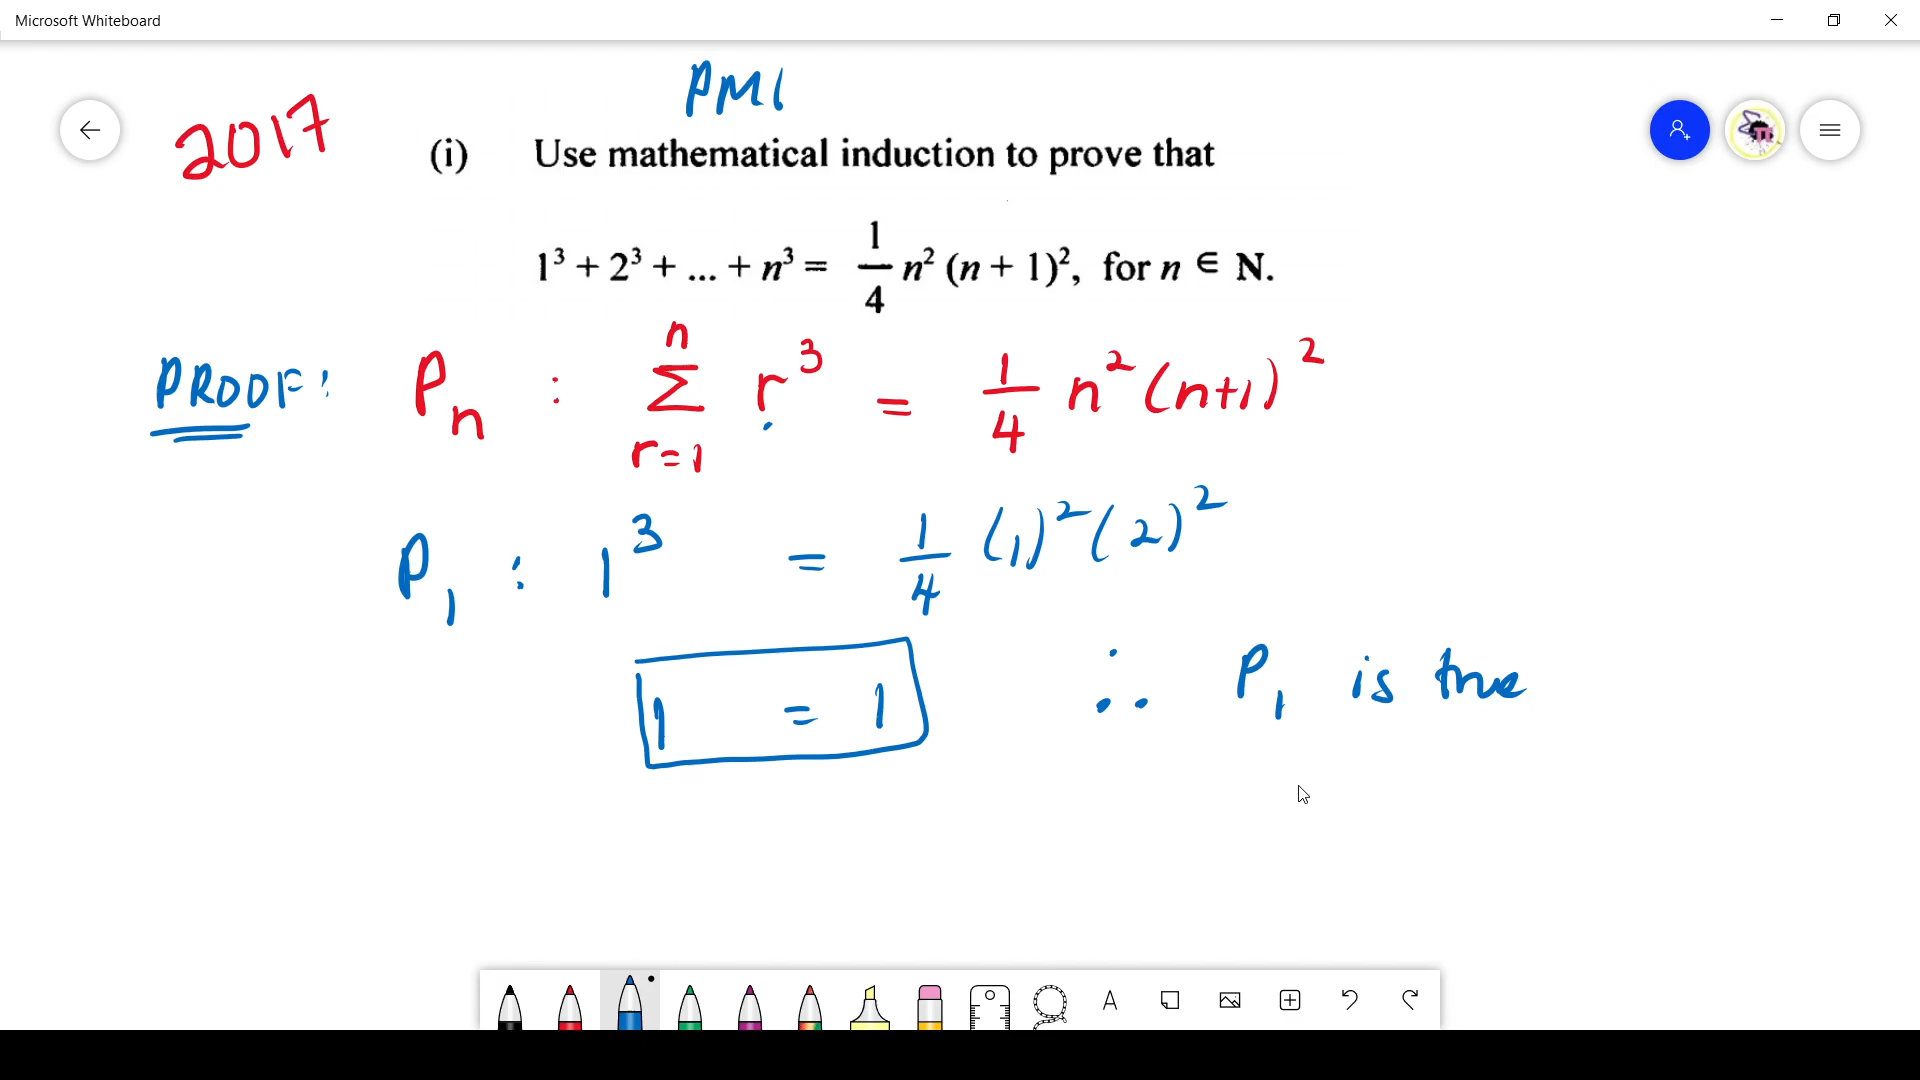 Microsoft Whiteboard
PMI
2017
(i) Use mathematical induction to prove that
1³ + 2³ + ... + n³ = 1/4 n² (n + 1)², for n ∈ N.
PROOF: Pₙ : ∑ₙ r=1 r³ = 1/4 n² (n+1)²
P₁ : 1³ = 1/4 (1)² (2)²
1 = 1 ∴ P₁ is true